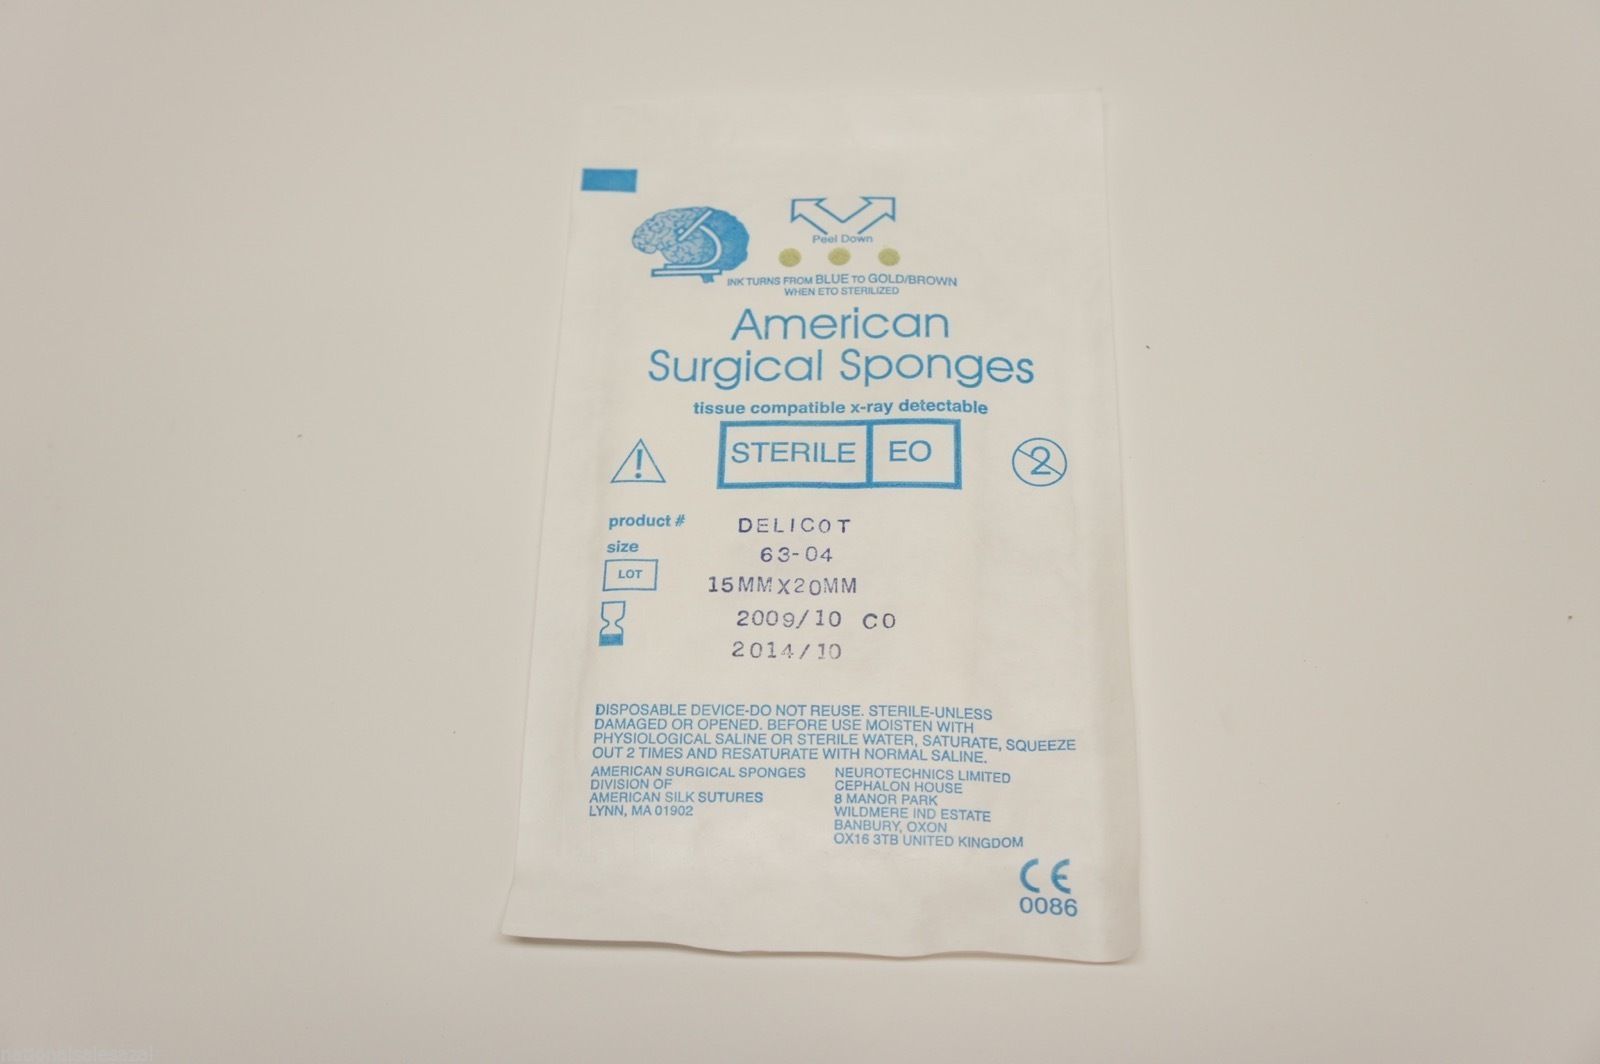 Peel Down
INK TURNS FROM BLUE TO GOLD/BROWN
WHEN ETO STERILIZED
American
Surgical Sponges
tissue compatible x-ray detectable
!
STERILE EO
2
product # DELICOT
63-04
size
LOT
15MMX20MM
2009/10 CO
2014/10
DISPOSABLE DEVICE-DO NOT REUSE. STERILE-UNLESS
DAMAGED OR OPENED. BEFORE USE MOISTEN WITH
PHYSIOLOGICAL SALINE OR STERILE WATER, SATURATE, SQUEEZE
OUT 2 TIMES AND RESATURATE WITH NORMAL SALINE.
AMERICAN SURGICAL SPONGES
DIVISION OF
AMERICAN SILK SUTURES
LYNN, MA 01902
NEUROTECHNICS LIMITED
CEPHALON HOUSE
8 MANOR PARK
WILDMERE IND ESTATE
BANBURY, OXON
OX16 3TB UNITED KINGDOM
CE
0086
nationalsalesazal